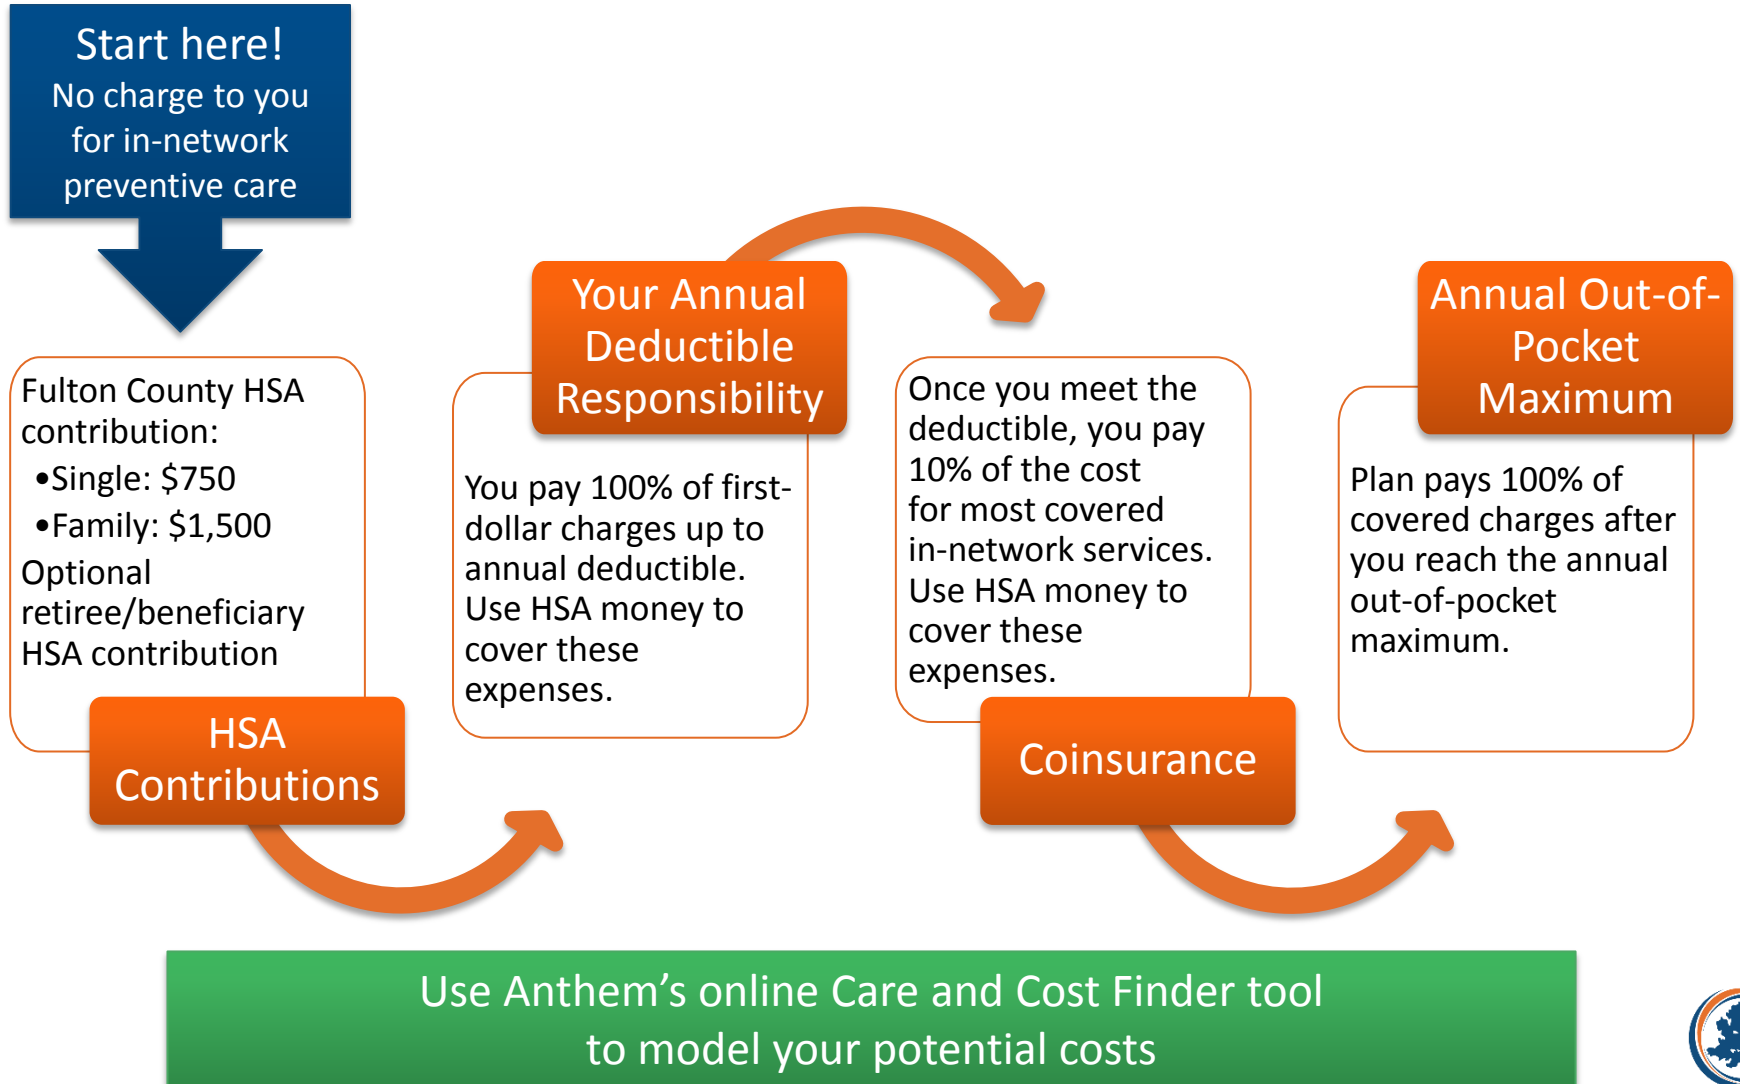 Start here!
No charge to you
for in-network
preventive care
Fulton County HSA
contribution:
•Single: $750
•Family: $1,500
Optional
retiree/beneficiary
HSA contribution
HSA
Contributions
Your Annual
Deductible
Responsibility
You pay 100% of first-
dollar charges up to
annual deductible.
Use HSA money to
cover these
expenses.
Once you meet the
deductible, you pay
10% of the cost
for most covered
in-network services.
Use HSA money to
cover these
expenses.
Coinsurance
Annual Out-of-
Pocket
Maximum
Plan pays 100% of
covered charges after
you reach the annual
out-of-pocket
maximum.
Use Anthem’s online Care and Cost Finder tool
to model your potential costs